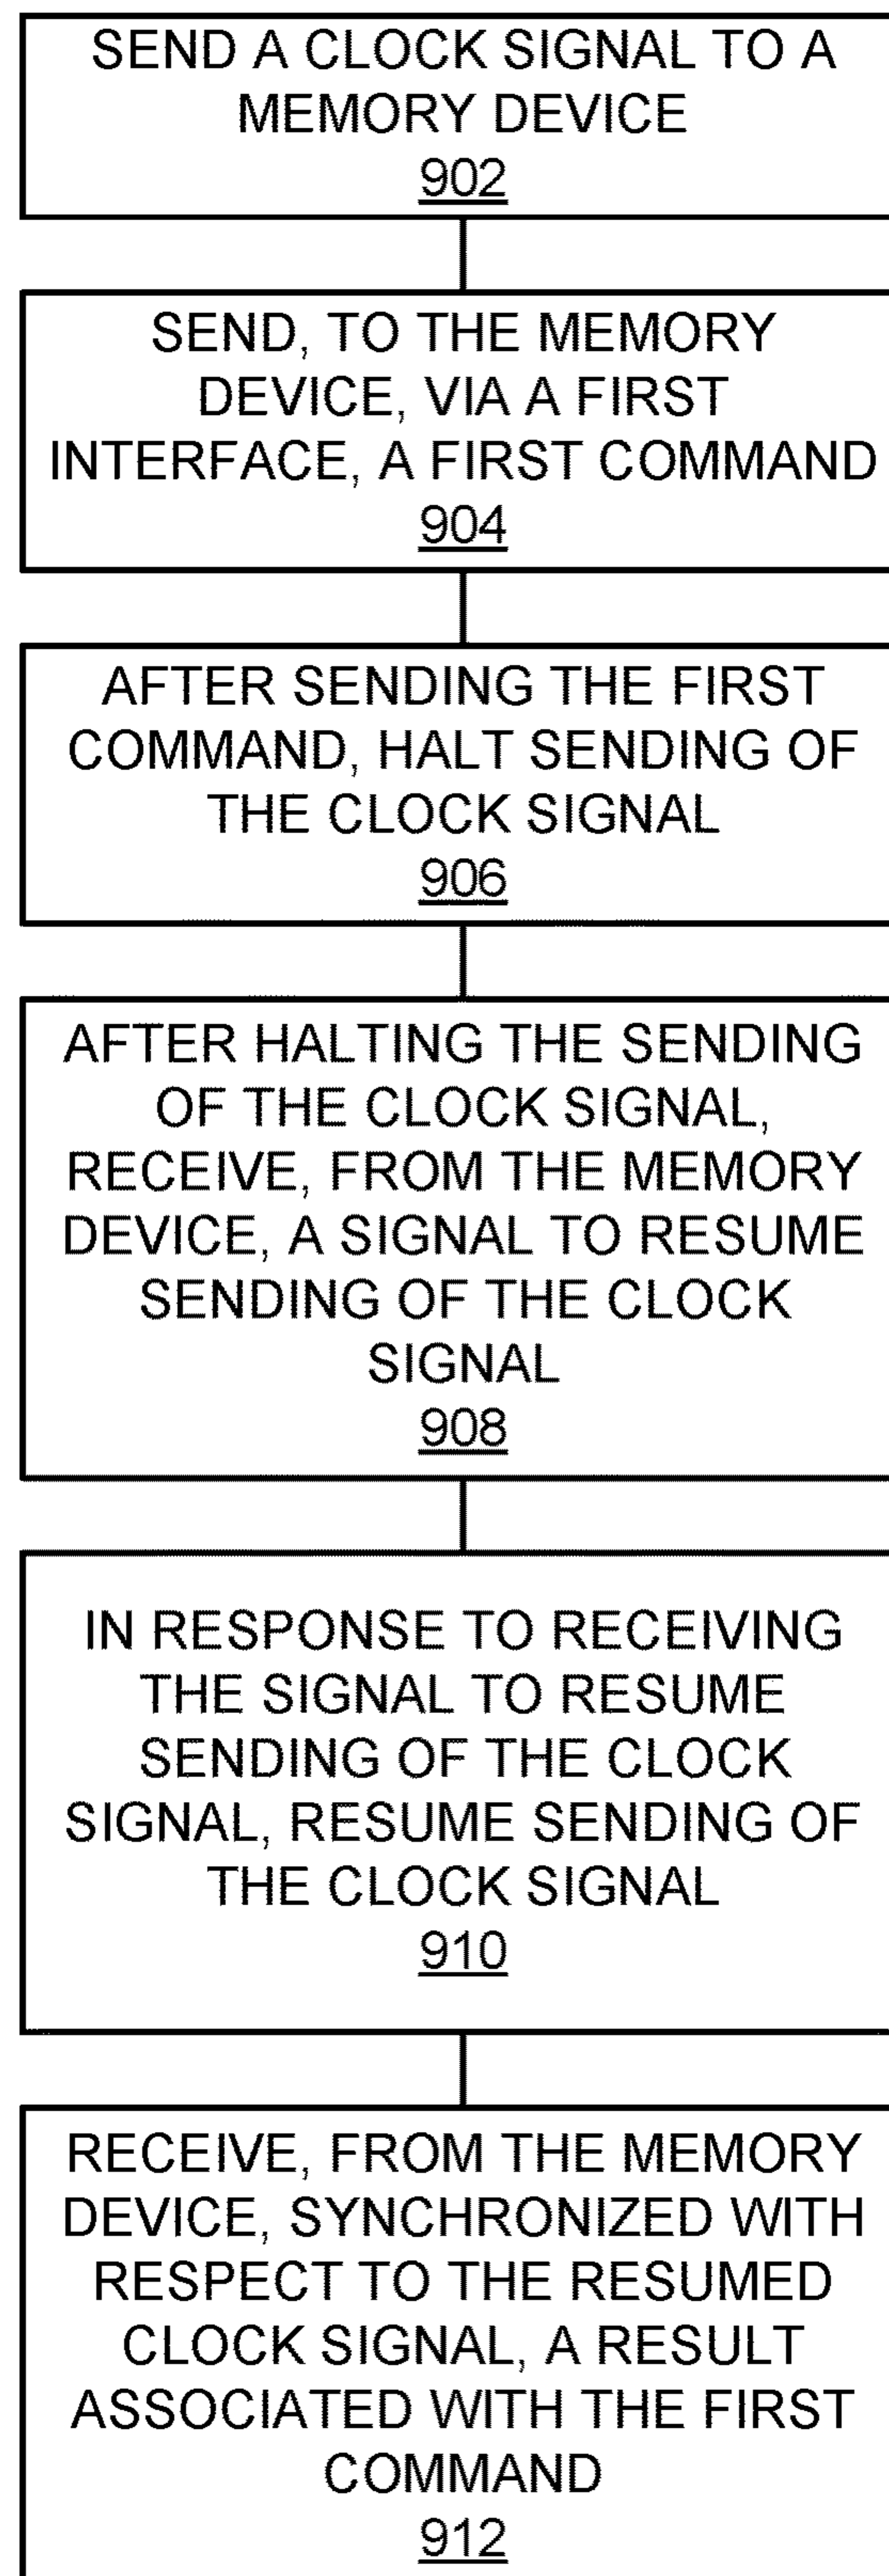 SEND A CLOCK SIGNAL TO A
MEMORY DEVICE
902
SEND, TO THE MEMORY
DEVICE, VIA A FIRST
INTERFACE, A FIRST COMMAND
904
AFTER SENDING THE FIRST
COMMAND, HALT SENDING OF
THE CLOCK SIGNAL
906
AFTER HALTING THE SENDING
OF THE CLOCK SIGNAL,
RECEIVE, FROM THE MEMORY
DEVICE, A SIGNAL TO RESUME
SENDING OF THE CLOCK
SIGNAL
908
IN RESPONSE TO RECEIVING
THE SIGNAL TO RESUME
SENDING OF THE CLOCK
SIGNAL, RESUME SENDING OF
THE CLOCK SIGNAL
910
RECEIVE, FROM THE MEMORY
DEVICE, SYNCHRONIZED WITH
RESPECT TO THE RESUMED
CLOCK SIGNAL, A RESULT
ASSOCIATED WITH THE FIRST
COMMAND
912